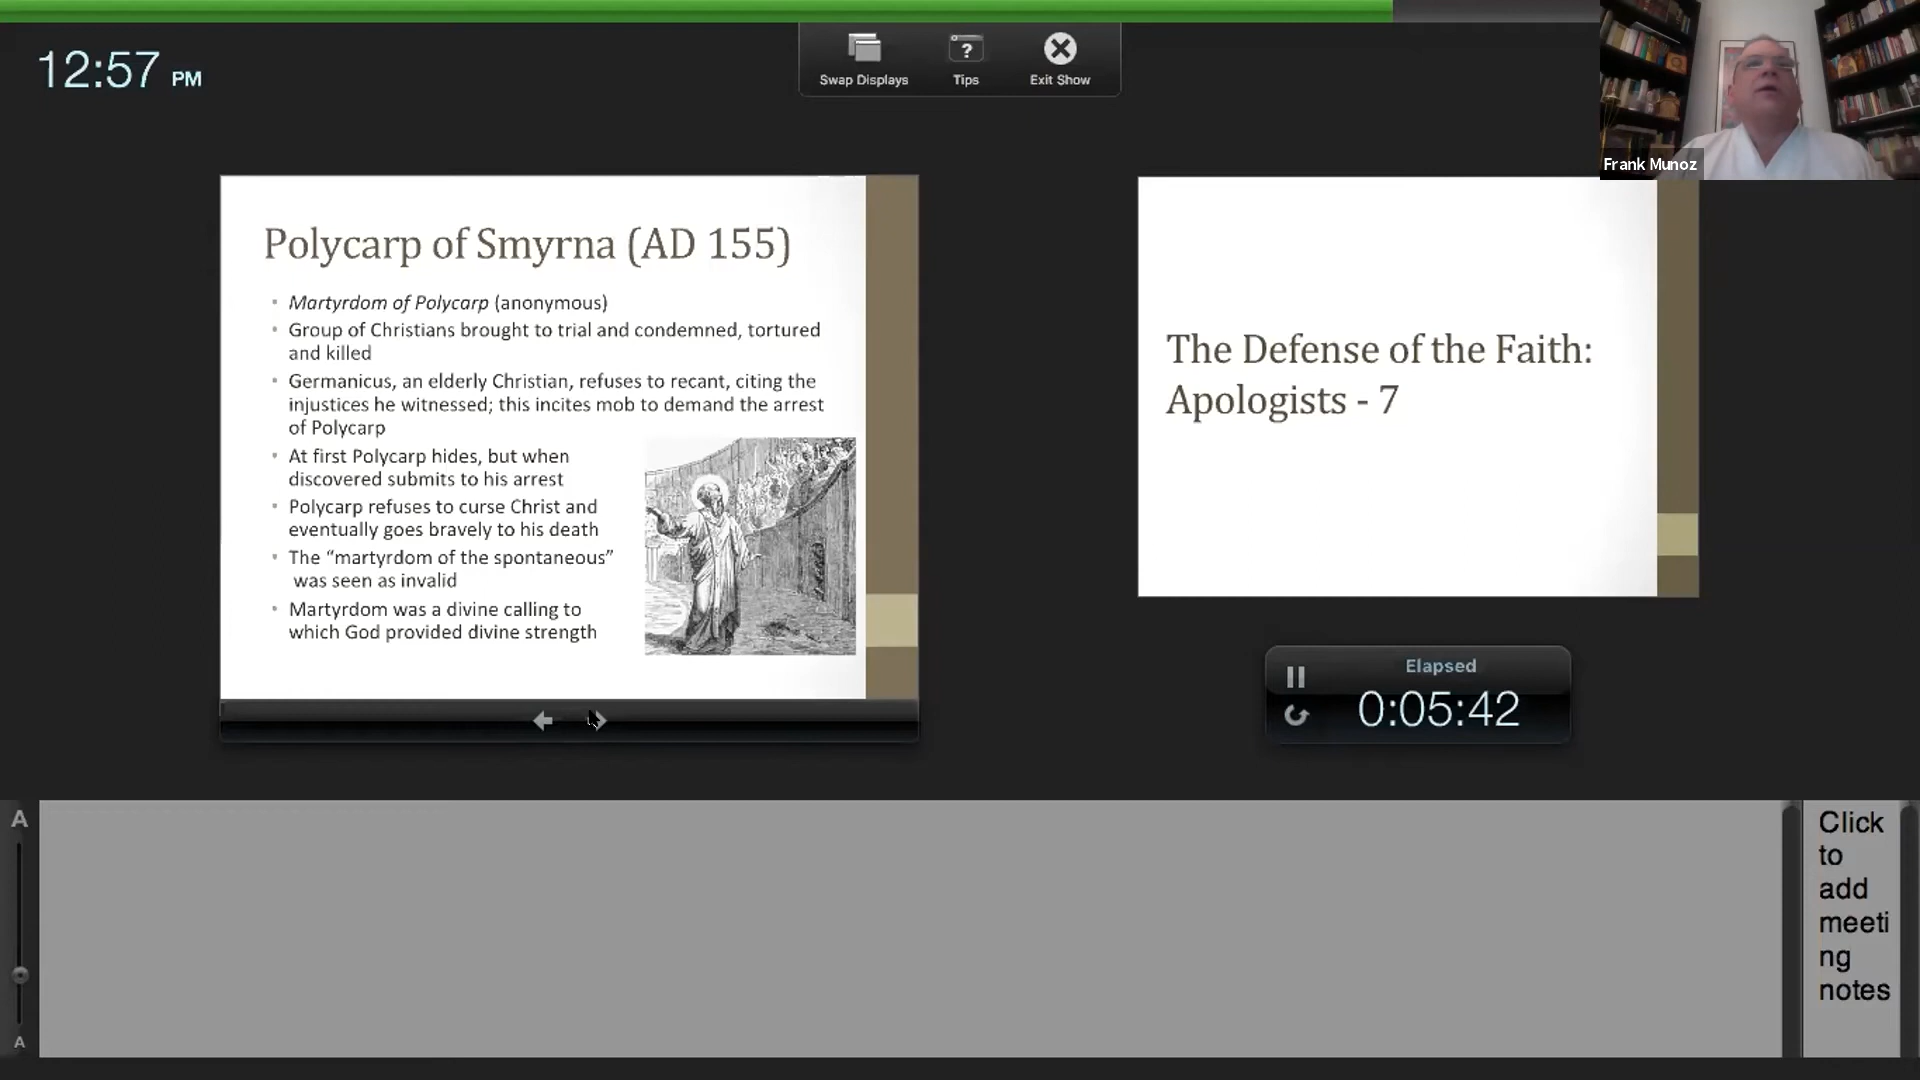 12:57 PM
Swap Displays
Tips
Exit Show
Frank Munoz
Polycarp of Smyrna (AD 155)
• Martyrdom of Polycarp (anonymous)
• Group of Christians brought to trial and condemned, tortured
and killed
• Germanicus, an elderly Christian, refuses to recant, citing the
injustices he witnessed; this incites mob to demand the arrest
of Polycarp
• At first Polycarp hides, but when
discovered submits to his arrest
• Polycarp refuses to curse Christ and
eventually goes bravely to his death
• The “martyrdom of the spontaneous”
was seen as invalid
• Martyrdom was a divine calling to
which God provided divine strength
The Defense of the Faith:
Apologists - 7
Elapsed
0:05:42
A
A
Click
to
add
meeti
ng
notes